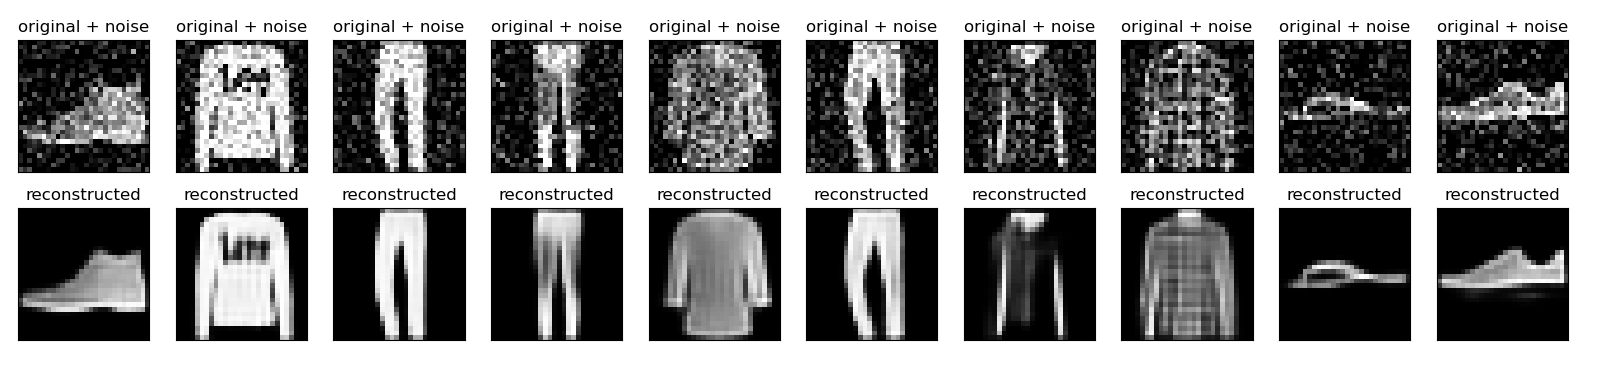 original + noise original + noise original + noise original + noise original + noise original + noise original + noise original + noise original + noise original + noise
reconstructed reconstructed reconstructed reconstructed reconstructed reconstructed reconstructed reconstructed reconstructed reconstructed